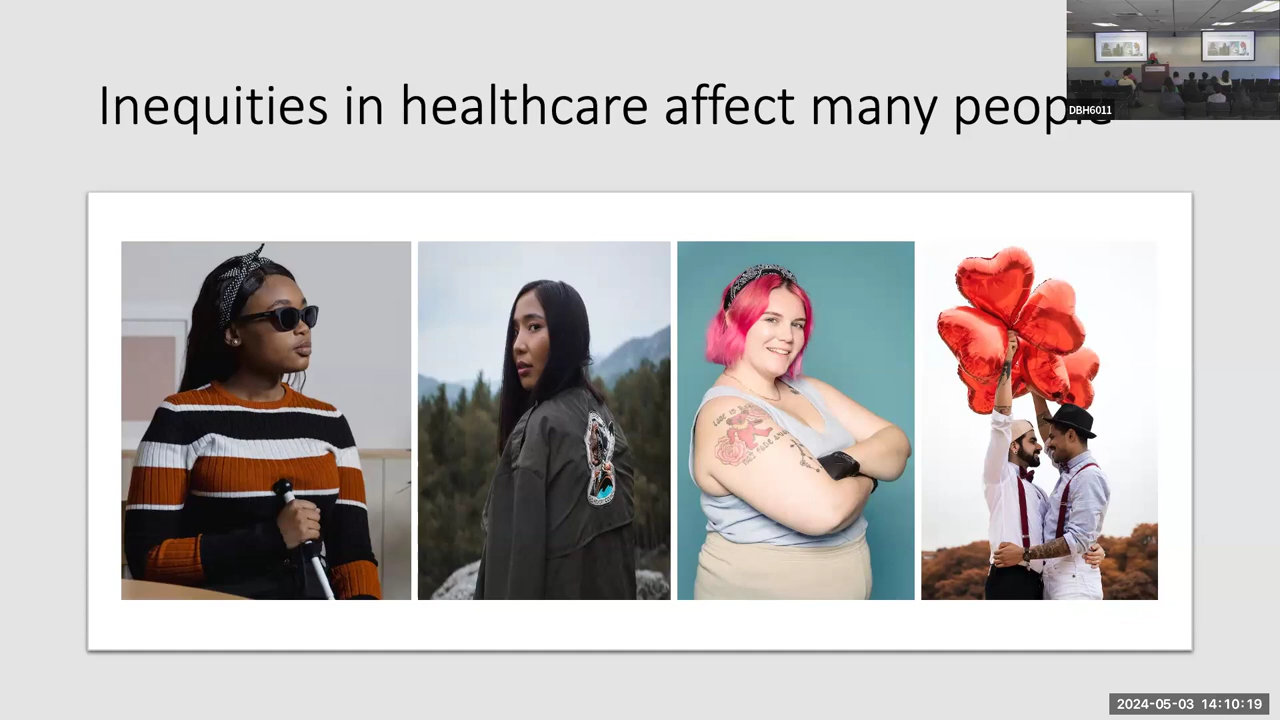 Inequities in healthcare affect many people
DBH6011
2024-05-03 14:10:19